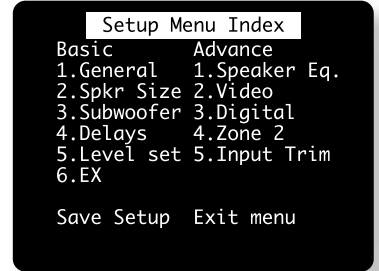 Setup Menu Index
Basic Advance
1.General 1.Speaker Eq.
2.Spkr Size 2.Video
3.Subwoofer 3.Digital
4.Delays 4.Zone 2
5.Level set 5.Input Trim
6.EX
Save Setup Exit menu